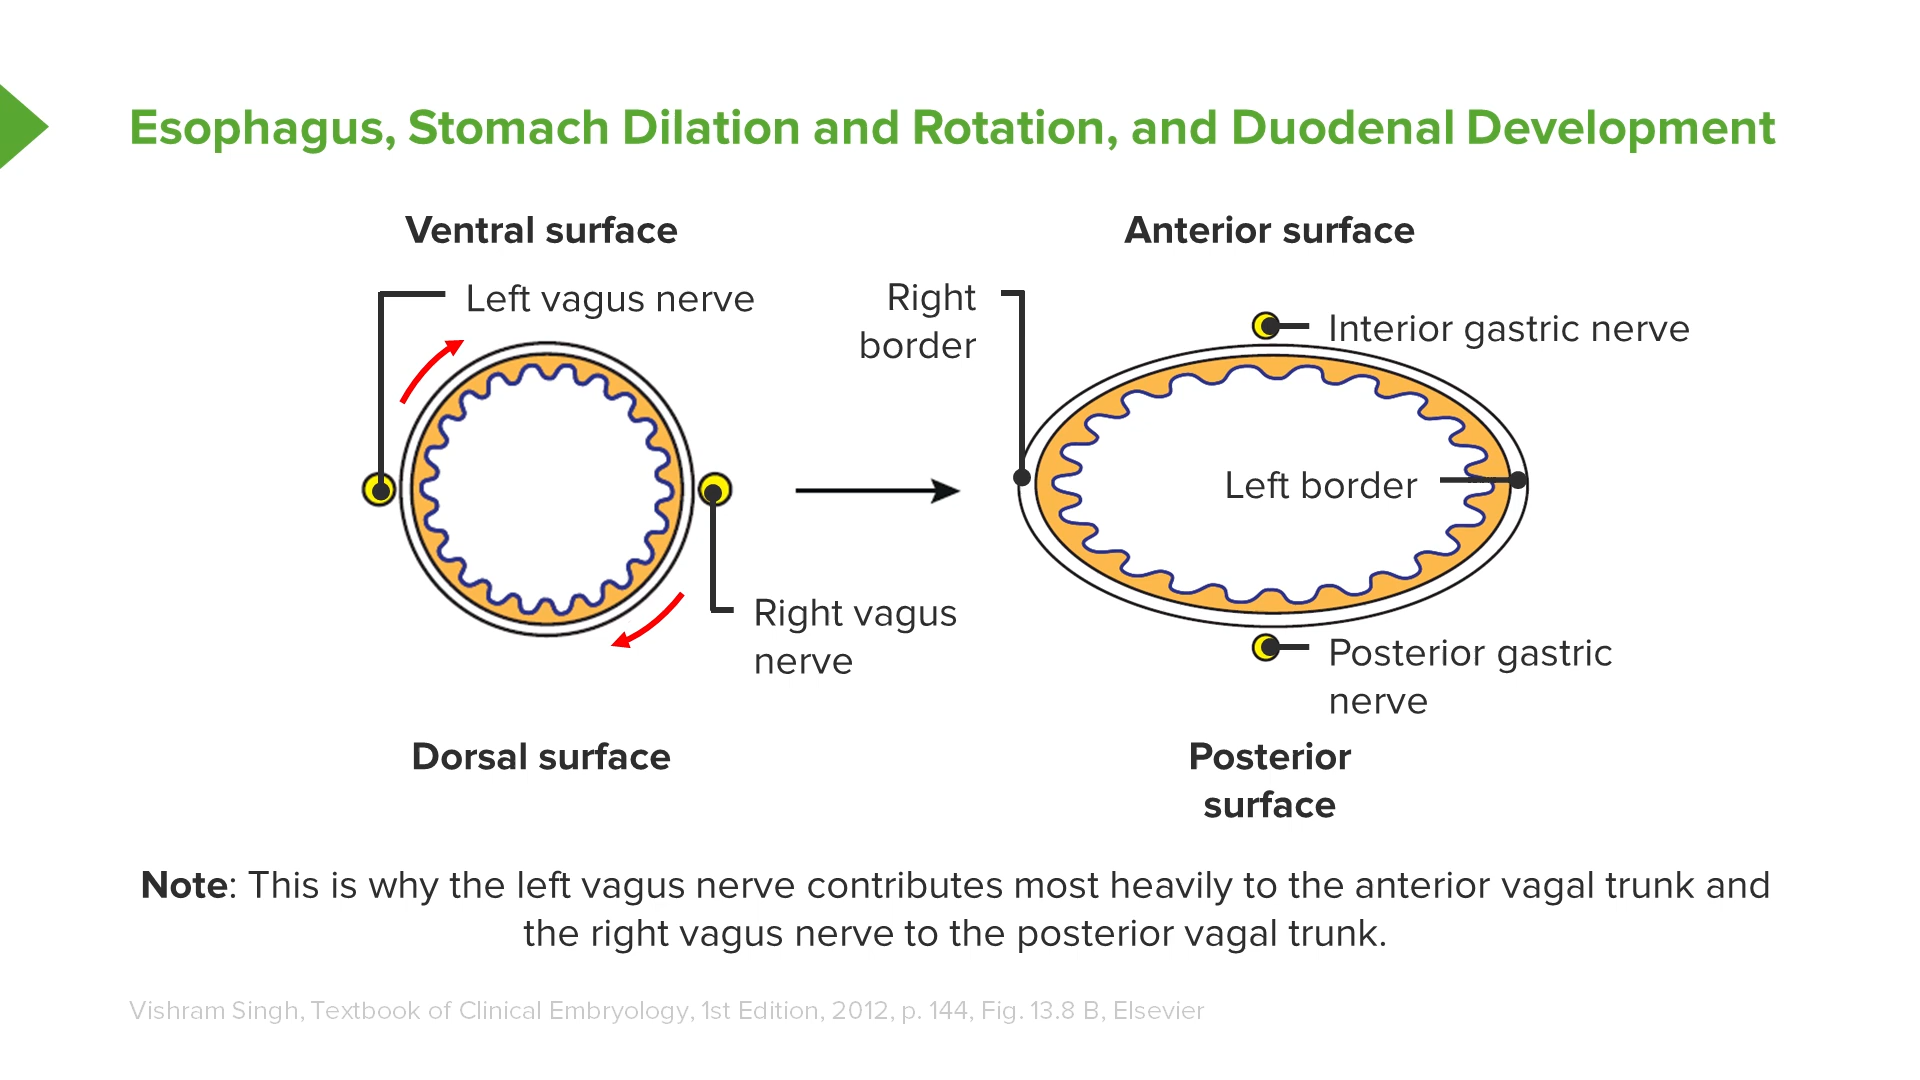 Esophagus, Stomach Dilation and Rotation, and Duodenal Development
Ventral surface
Left vagus nerve
Right vagus
nerve
Dorsal surface
Anterior surface
Right
border
Interior gastric nerve
Left border
Posterior gastric
nerve
Posterior
surface
Note: This is why the left vagus nerve contributes most heavily to the anterior vagal trunk and
the right vagus nerve to the posterior vagal trunk.
Vishram Singh, Textbook of Clinical Embryology, 1st Edition, 2012, p. 144, Fig. 13.8 B, Elsevier